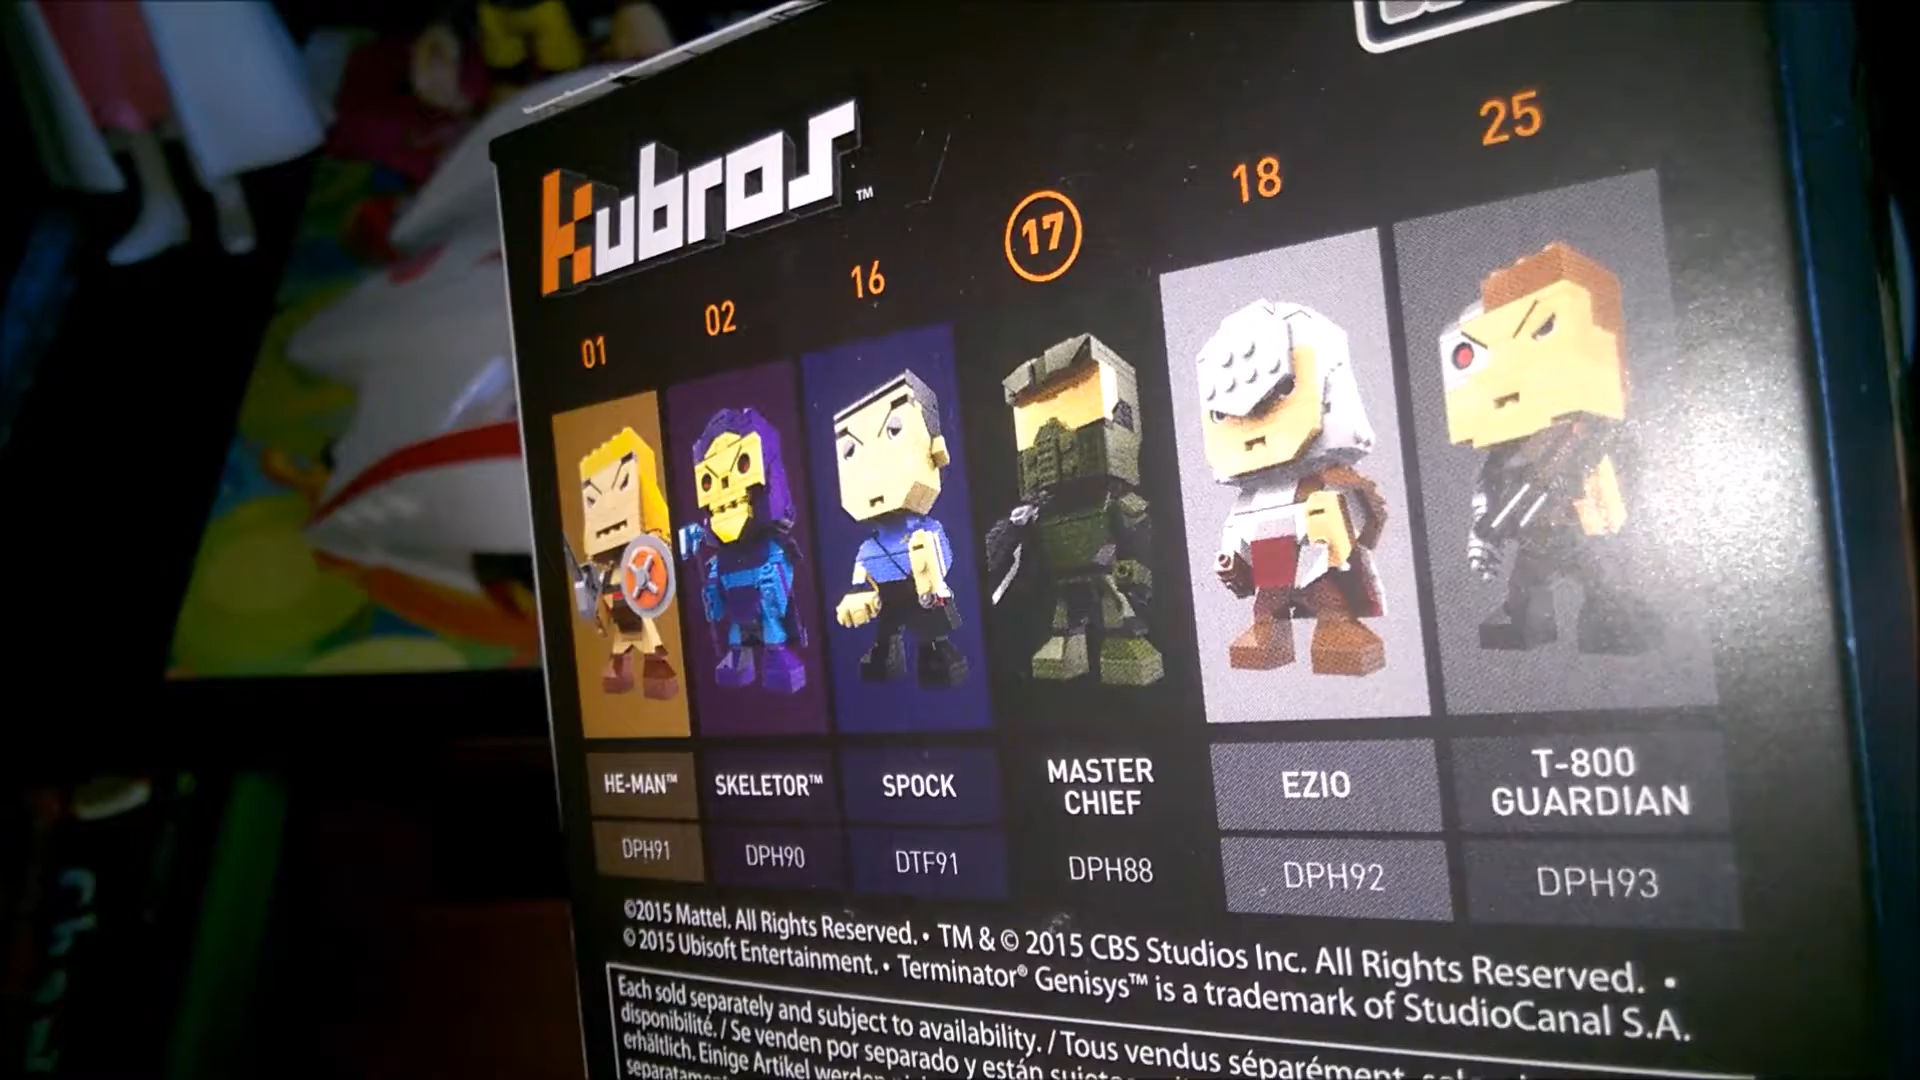 Kubros™
01
02
16
17
18
25
HE-MAN™
SKELETOR™
SPOCK
MASTER
CHIEF
EZIO
T-800
GUARDIAN
DPH91
DPH90
DTF91
DPH88
DPH92
DPH93
©2015 Mattel. All Rights Reserved. • TM & © 2015 CBS Studios Inc. All Rights Reserved. •
© 2015 Ubisoft Entertainment. • Terminator® Genisys™ is a trademark of StudioCanal S.A.
Each sold separately and subject to availability. / Tous vendus séparément,
disponibilité. / Se venden por separado y están
erhältlich. Einige Artikel werden